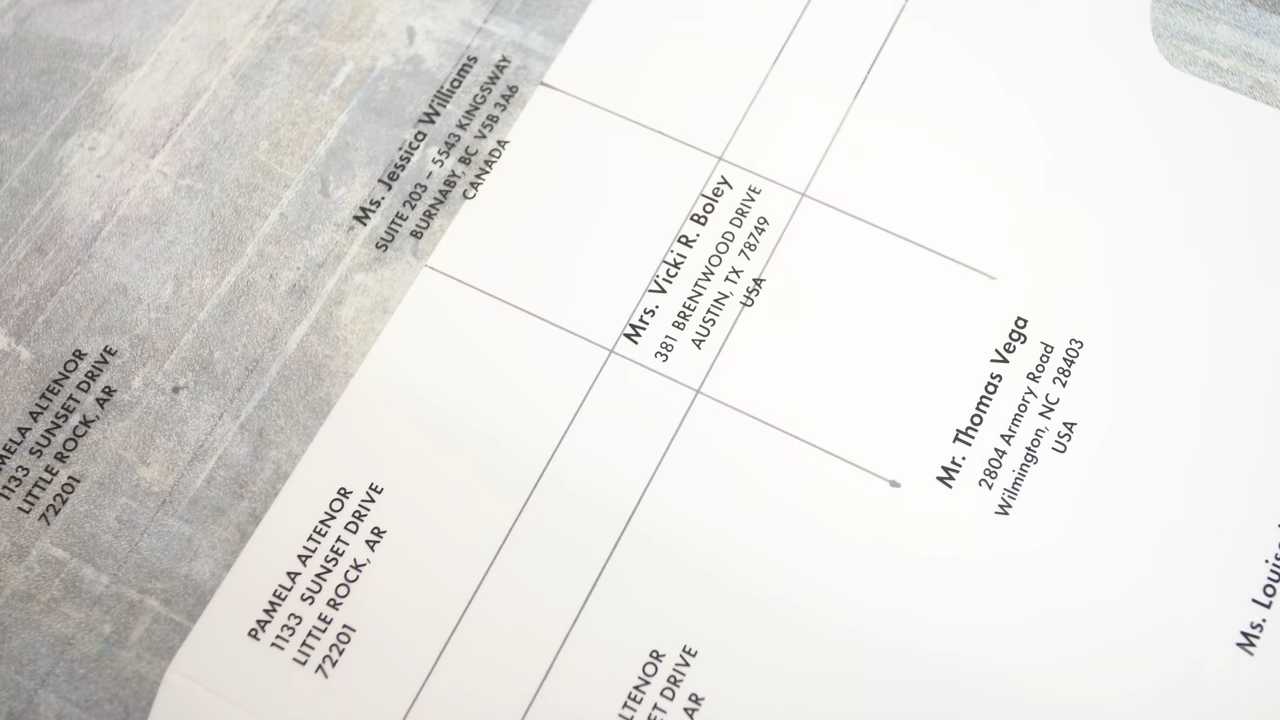 Ms. Jessica Williams
SUITE 203 – 5543 KINGSWAY
BURNABY, BC V5B 3A6
CANADA
Mrs. Vicki R. Boley
381 BRENTWOOD DRIVE
AUSTIN, TX 78749
USA
Mr. Thomas Vega
2804 Armory Road
Wilmington, NC 28403
USA
ALTENOR
1133 SUNSET DRIVE
LITTLE ROCK, AR
72201
PAMELA ALTENOR
1133 SUNSET DRIVE
LITTLE ROCK, AR
72201
DRIVE
AR
Ms.